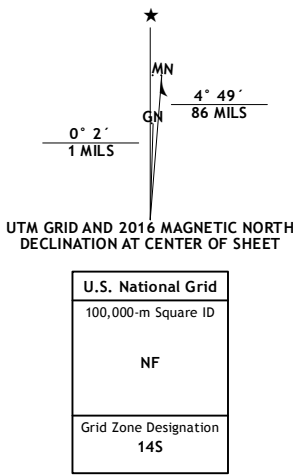 ★
MN
GN
4° 49´
86 MILS
0° 2´
1 MILS
UTM GRID AND 2016 MAGNETIC NORTH
DECLINATION AT CENTER OF SHEET
U.S. National Grid
100,000-m Square ID
NF
Grid Zone Designation
14S